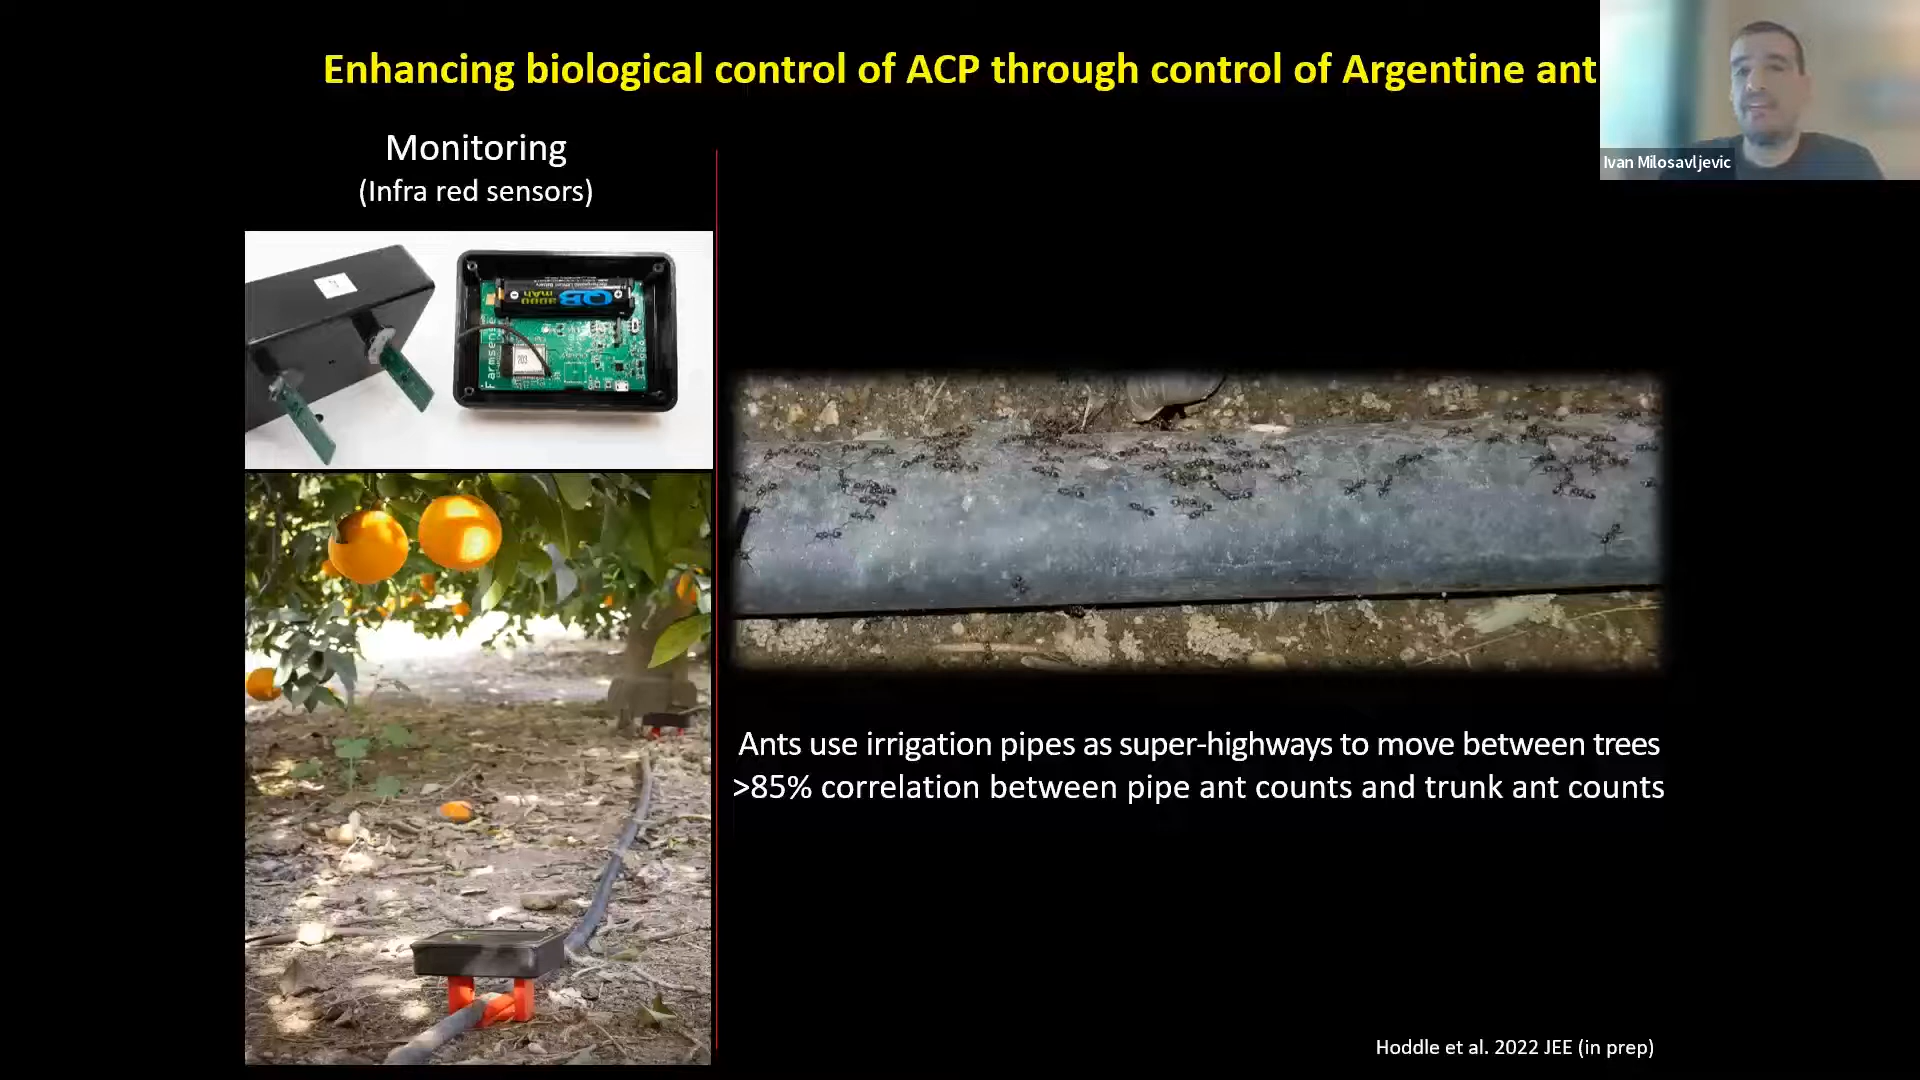 Enhancing biological control of ACP through control of Argentine ant
Ivan Milosavljevic
Monitoring
(Infra red sensors)
Farmsense
203
Ants use irrigation pipes as super-highways to move between trees
>85% correlation between pipe ant counts and trunk ant counts
Hoddle et al. 2022 JEE (in prep)